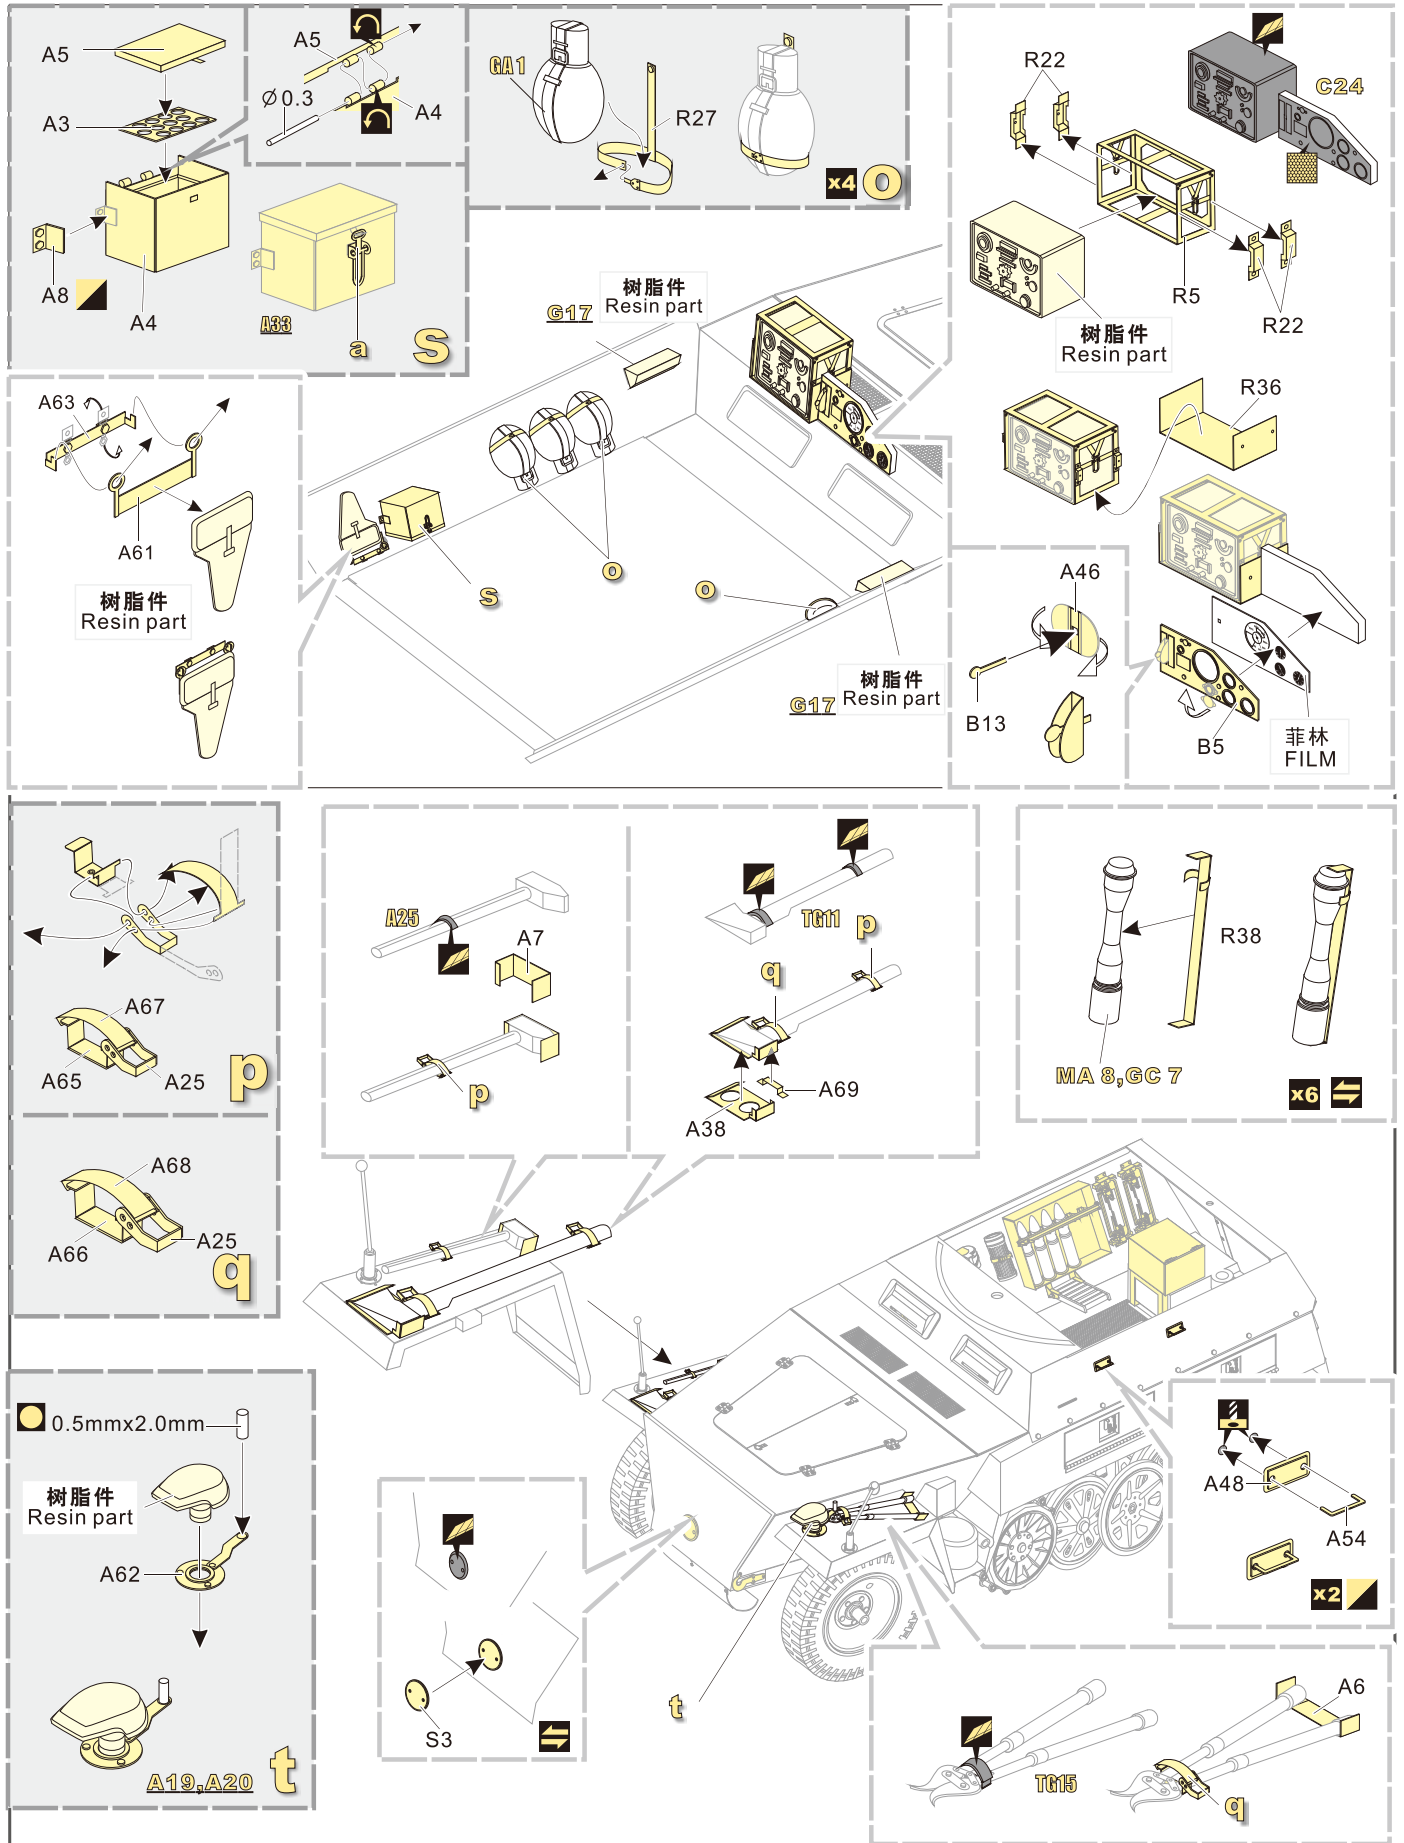 A5
A3
A8
A4
A33
a
s
A5
∅0.3
A4
GA1
R27
x4
o
R22
C24
R5
R22
树脂件
Resin part
R36
A46
B13
B5
菲林
FILM
G17
树脂件
Resin part
s
o
o
G17
树脂件
Resin part
A63
A61
树脂件
Resin part
A67
A65
A25
p
A68
A66
A25
q
A25
A7
p
TG11
p
q
A69
A38
R38
MA 8,GC 7
x6
0.5mmx2.0mm
树脂件
Resin part
A62
A19,A20
t
S3
t
A48
A54
x2
A6
TG15
q